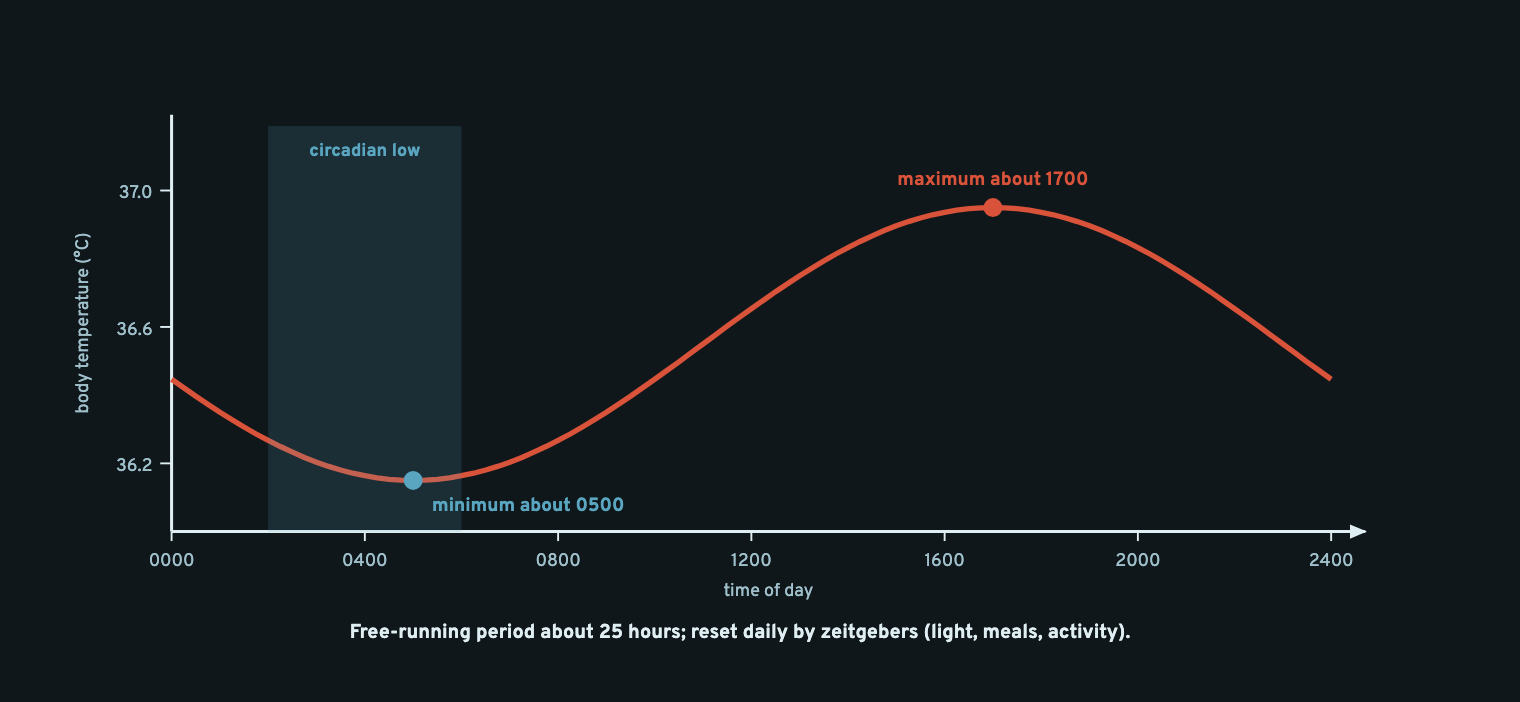 circadian low
maximum about 1700
37.0
36.6
36.2
body temperature (°C)
minimum about 0500
0000 0400 0800 1200 1600 2000 2400
time of day
Free-running period about 25 hours; reset daily by zeitgebers (light, meals, activity).